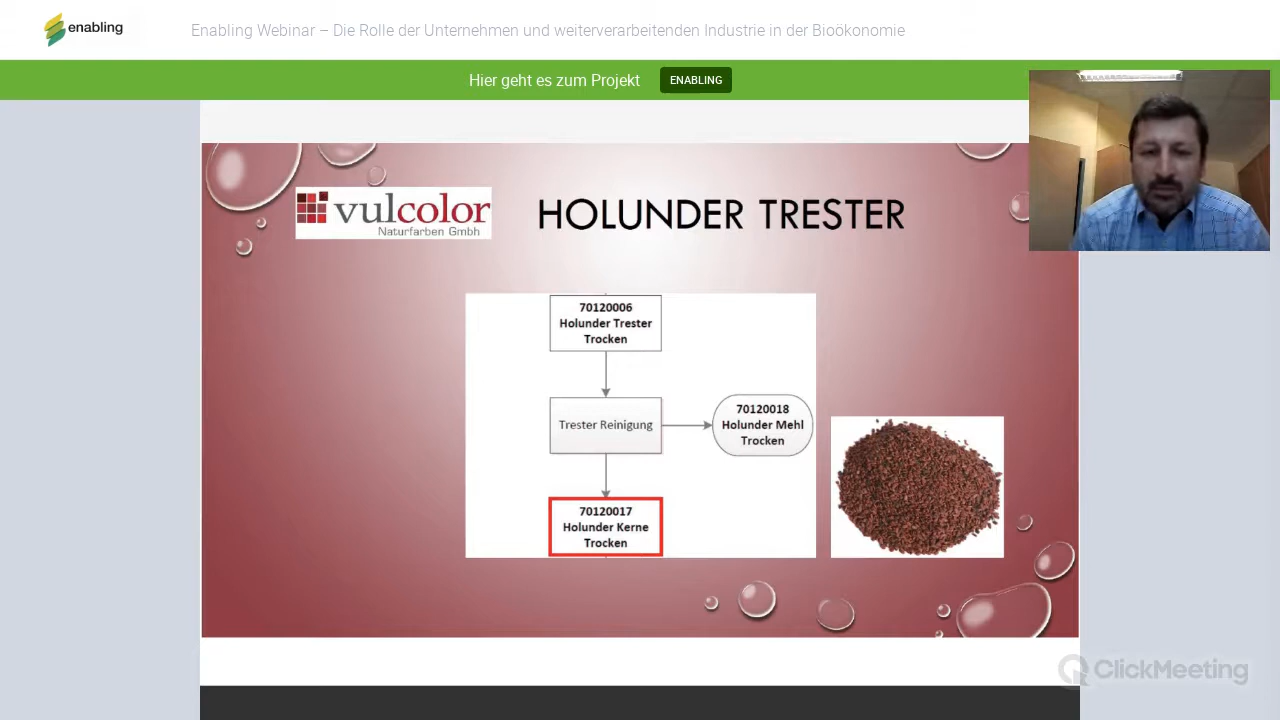 enabling
Enabling Webinar – Die Rolle der Unternehmen und weiterverarbeitenden Industrie in der Bioökonomie
Hier geht es zum Projekt
ENABLING
vulcolor
Naturfarben Gmbh
HOLUNDER TRESTER
70120006
Holunder Trester
Trocken
Trester Reinigung
70120018
Holunder Mehl
Trocken
70120017
Holunder Kerne
Trocken
ClickMeeting